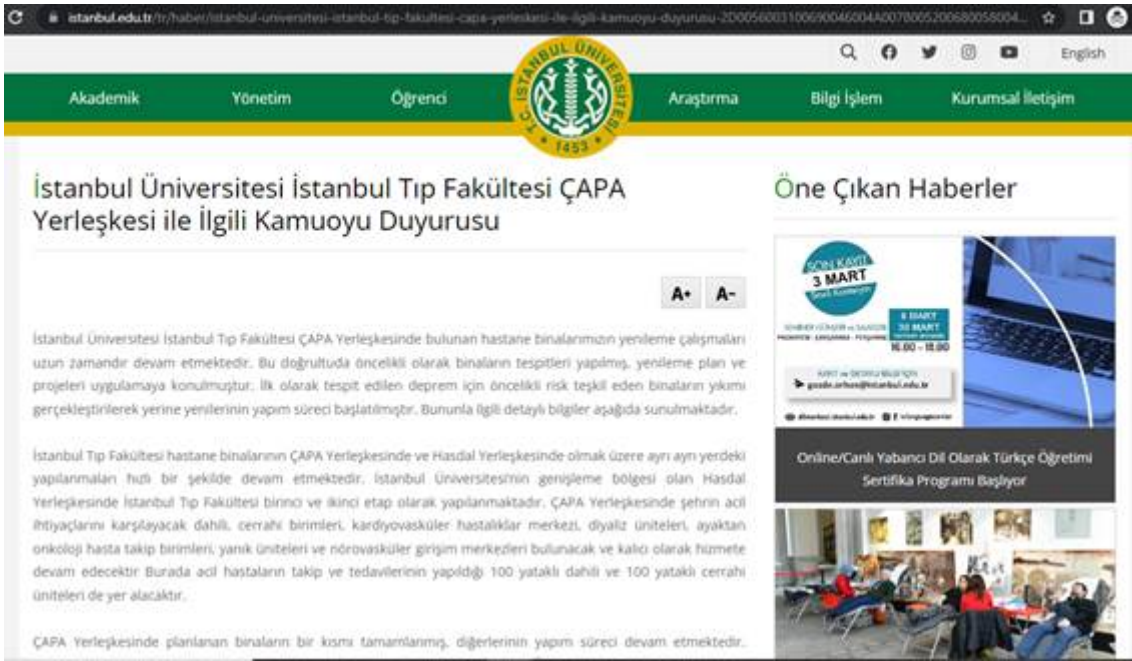 istanbul.edu.tr/tr/haber/istanbul-universitesi-istanbul-tip-fakultesi-capa-yerleskesi-ile-ilgili-kamuoyu-duyurusu-
English
Akademik
Yönetim
Öğrenci
T.C. İSTANBUL ÜNİVERSİTESİ
1453
Araştırma
Bilgi İşlem
Kurumsal İletişim
İstanbul Üniversitesi İstanbul Tıp Fakültesi ÇAPA
Yerleşkesi ile İlgili Kamuoyu Duyurusu
A+ A-
İstanbul Üniversitesi İstanbul Tıp Fakültesi ÇAPA Yerleşkesinde bulunan hastane binalarımızın yenileme çalışmaları
uzun zamandır devam etmektedir. Bu doğrultuda öncelikli olarak binaların tespitleri yapılmış, yenileme plan ve
projeleri uygulamaya konulmuştur. İlk olarak tespit edilen deprem için öncelikli risk teşkil eden binaların yıkımı
gerçekleştirilerek yerine yenilerinin yapım süreci başlatılmıştır. Bununla ilgili detaylı bilgiler aşağıda sunulmaktadır.
İstanbul Tıp Fakültesi hastane binalarının ÇAPA Yerleşkesinde ve Hasdal Yerleşkesinde olmak üzere ayrı ayrı yerdeki
yapılanmaları hızlı bir şekilde devam etmektedir. İstanbul Üniversitesi'nin genişleme bölgesi olan Hasdal
Yerleşkesinde İstanbul Tıp Fakültesi birinci ve ikinci etap olarak yapılanmaktadır. ÇAPA Yerleşkesinde şehrin acil
ihtiyaçlarını karşılayacak dahili, cerrahi birimleri, kardiyovasküler hastalıklar merkezi, diyaliz üniteleri, ayaktan
onkoloji hasta takip birimleri, yanık üniteleri ve nörovasküler girişim merkezleri bulunacak ve kalıcı olarak hizmete
devam edecektir Burada acil hastaların takip ve tedavilerinin yapıldığı 100 yataklı dahili ve 100 yataklı cerrahi
üniteleri de yer alacaktır.
ÇAPA Yerleşkesinde planlanan binaların bir kısmı tamamlanmış, diğerlerinin yapım süreci devam etmektedir.
Öne Çıkan Haberler
SON KAYIT
3 MART
6 MART
30 MART
16.00 - 18.00
Online/Canlı Yabancı Dil Olarak Türkçe Öğretimi
Sertifika Programı Başlıyor